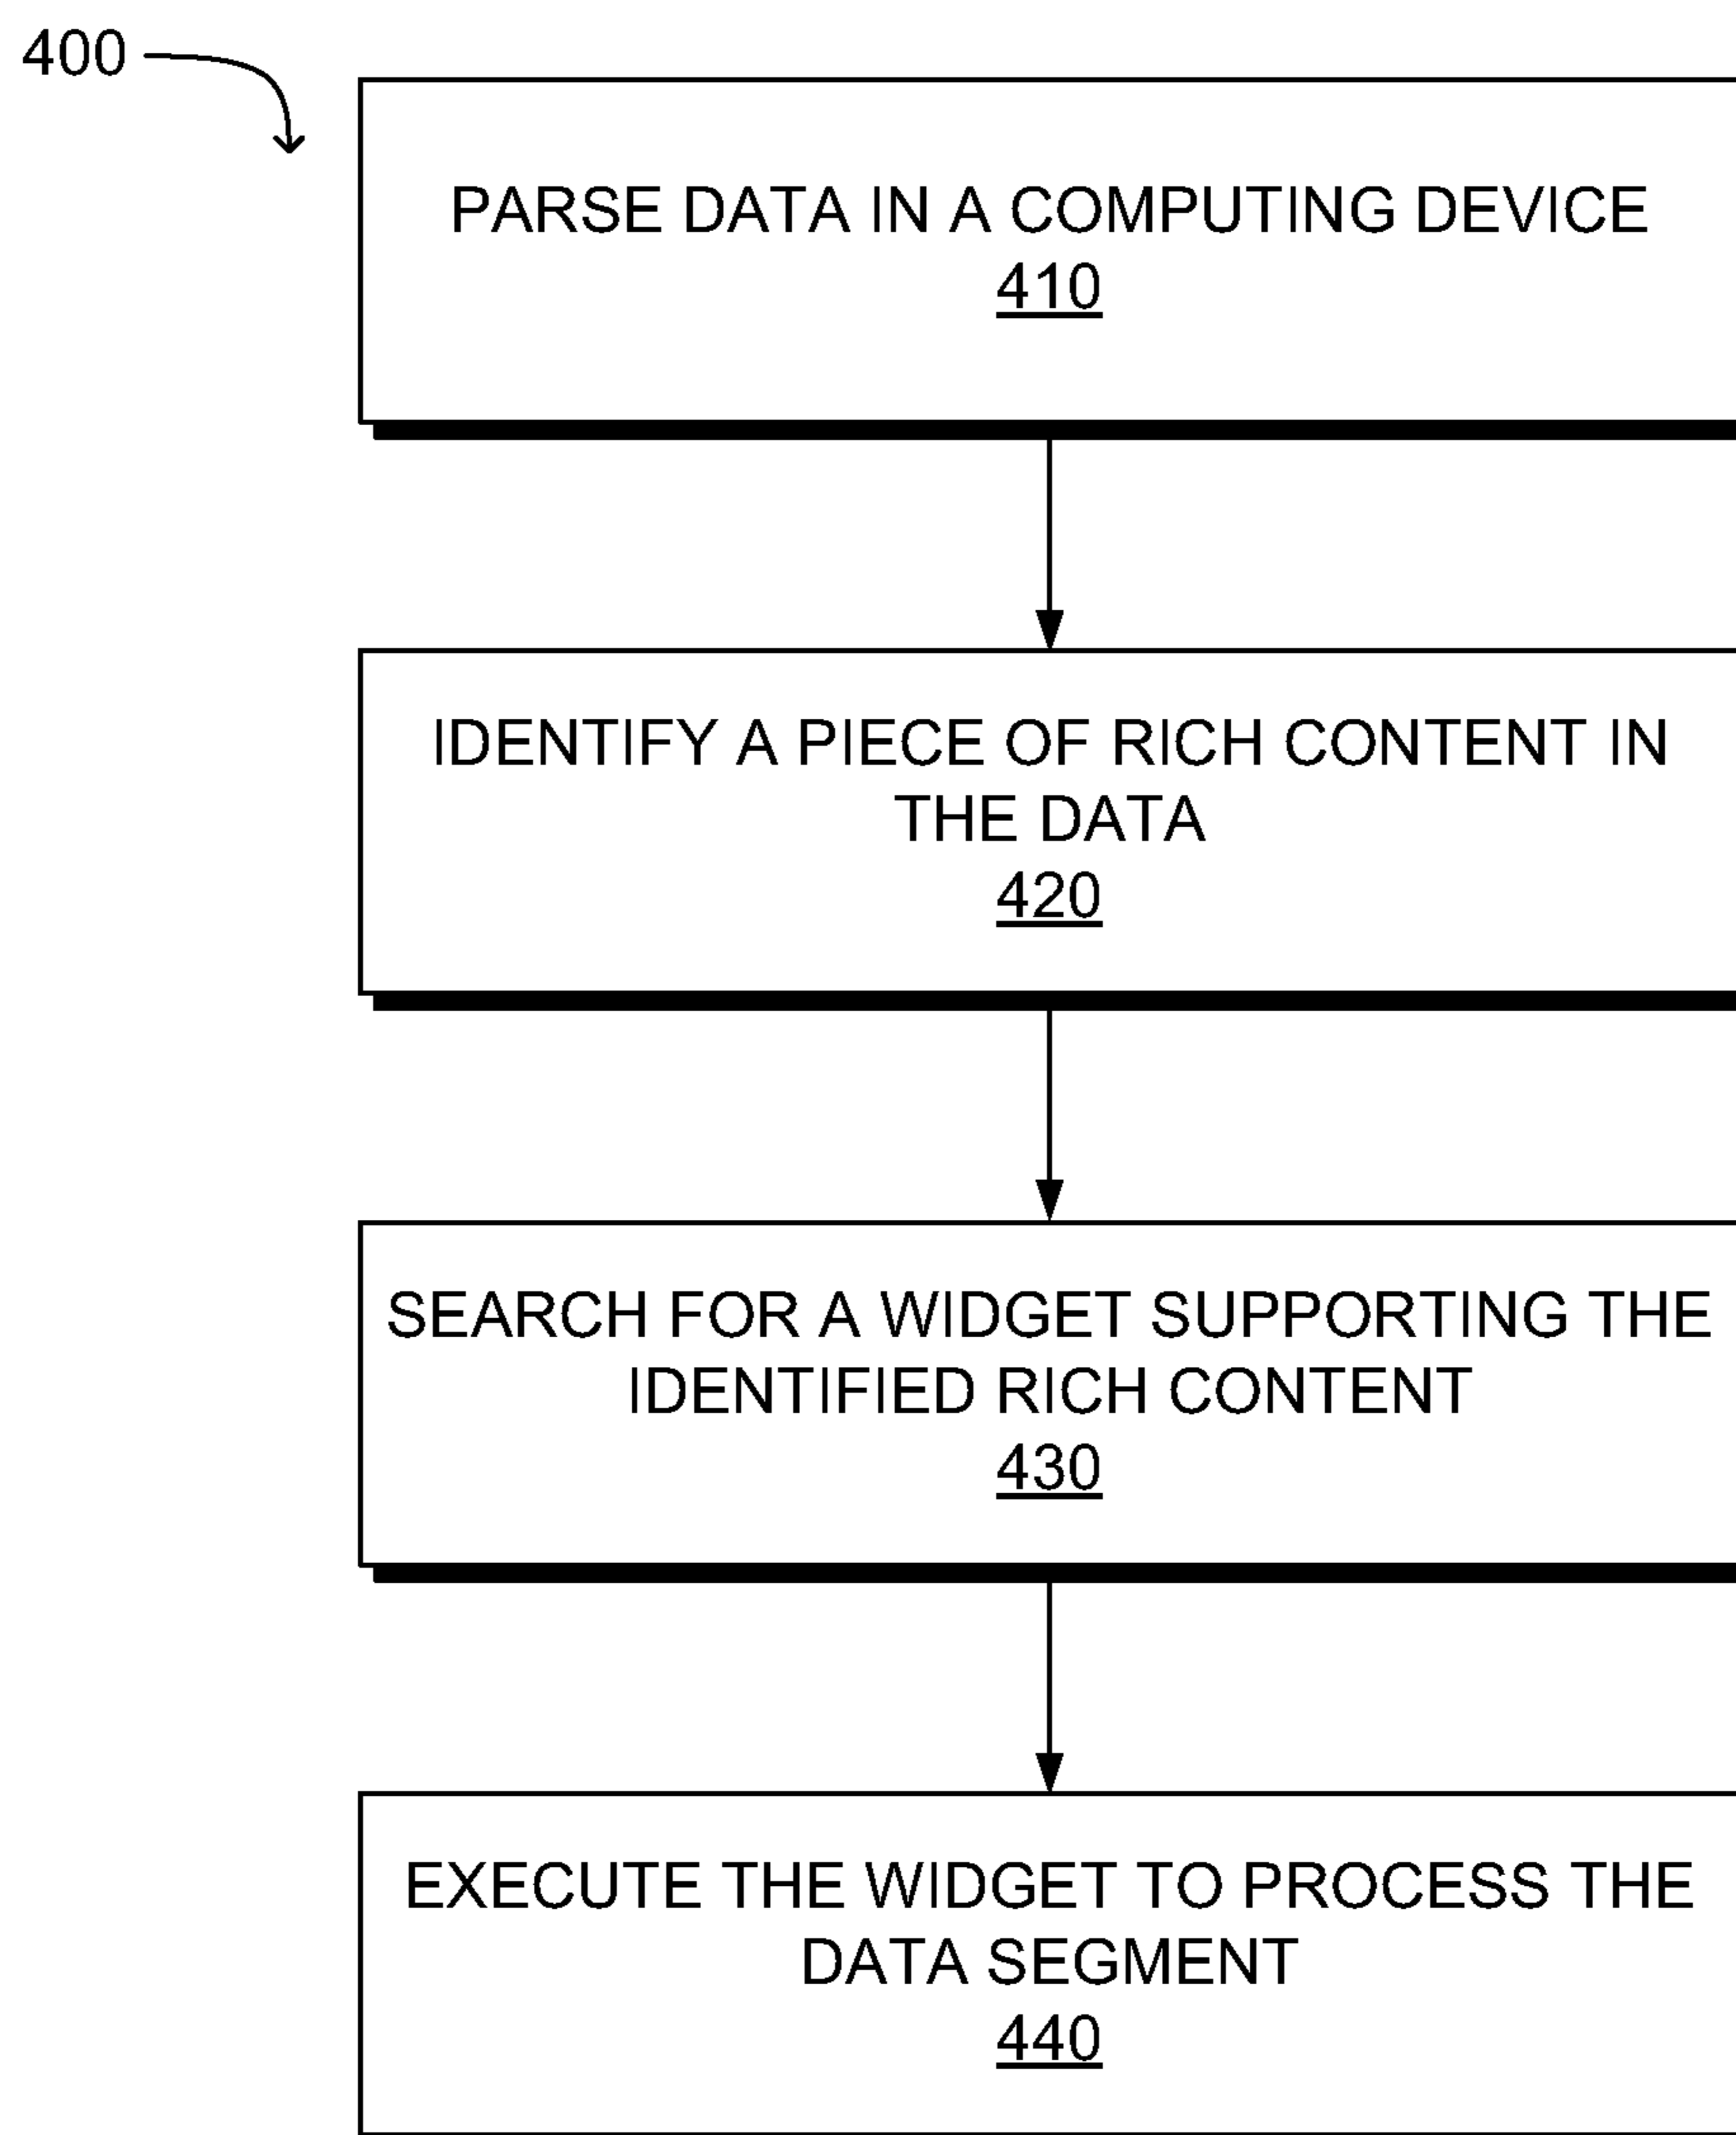 400
PARSE DATA IN A COMPUTING DEVICE
410
IDENTIFY A PIECE OF RICH CONTENT IN
THE DATA
420
SEARCH FOR A WIDGET SUPPORTING THE
IDENTIFIED RICH CONTENT
430
EXECUTE THE WIDGET TO PROCESS THE
DATA SEGMENT
440